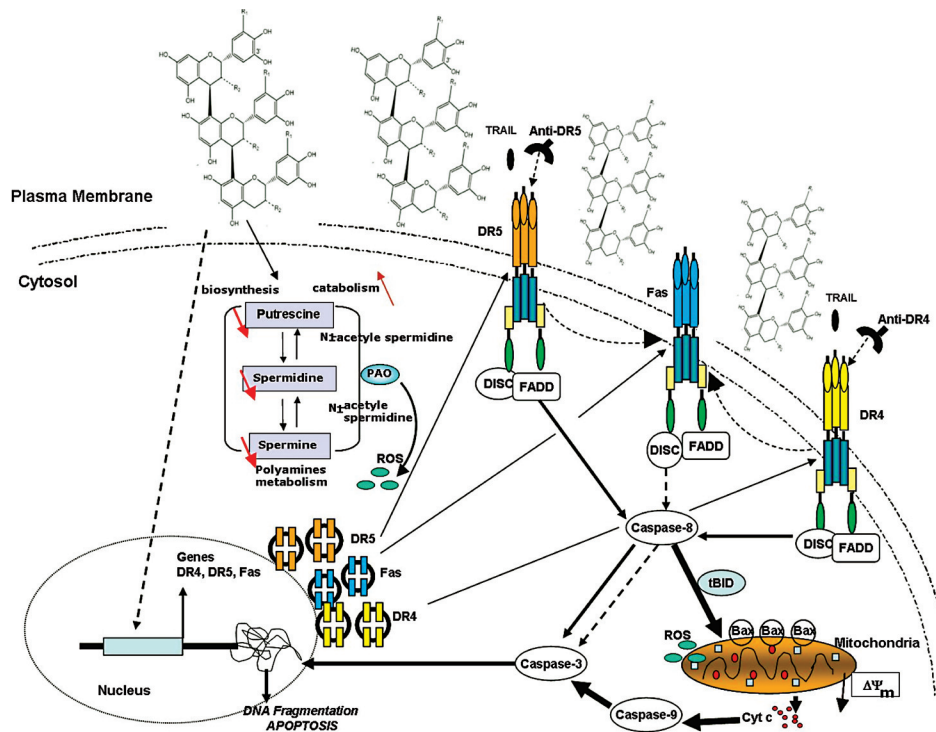 TRAIL
Anti-DR5
Plasma Membrane
DR5
Cytosol
biosynthesis
catabolism
Fas
TRAIL
Anti-DR4
Putrescine
N±acetyle spermidine
Spermidine
PAO
DISC
FADD
DR4
N±acetyle
spermidine
Spermine
Polyamines
metabolism
ROS
DISC
FADD
DR5
Caspase-8
DISC
FADD
Genes
DR4, DR5, Fas
Fas
tBID
DR4
ROS
Bax
Bax
Bax
Mitochondria
Caspase-3
ΔΨm
Nucleus
DNA Fragmentation
APOPTOSIS
Caspase-9
Cyt c